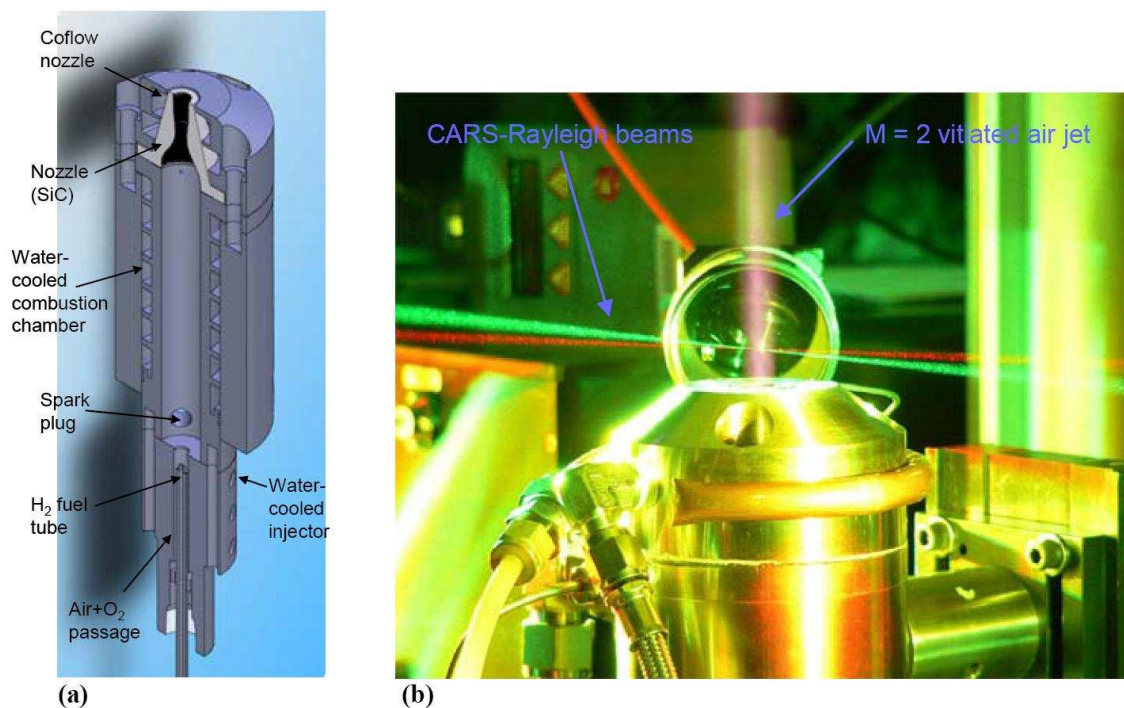 Coflow
nozzle
Nozzle
(SiC)
Water-
cooled
combustion
chamber
Spark
plug
H₂ fuel
tube
Water-
cooled
injector
Air+O₂
passage
(a)
CARS-Rayleigh beams
M = 2 vitiated air jet
(b)